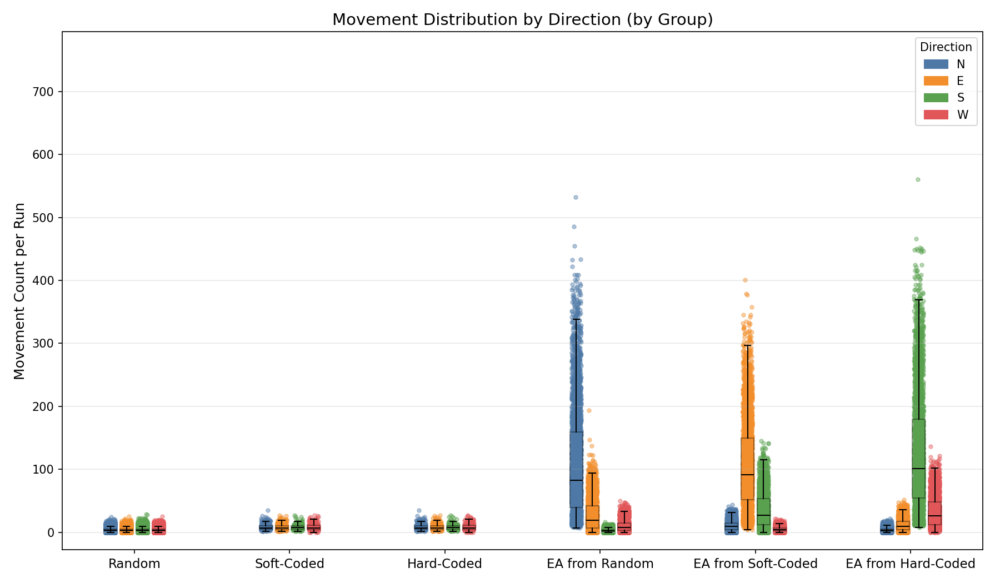 Movement Distribution by Direction (by Group)
Direction
N
E
S
W
Movement Count per Run
700
600
500
400
300
200
100
0
Random
Soft-Coded
Hard-Coded
EA from Random
EA from Soft-Coded
EA from Hard-Coded